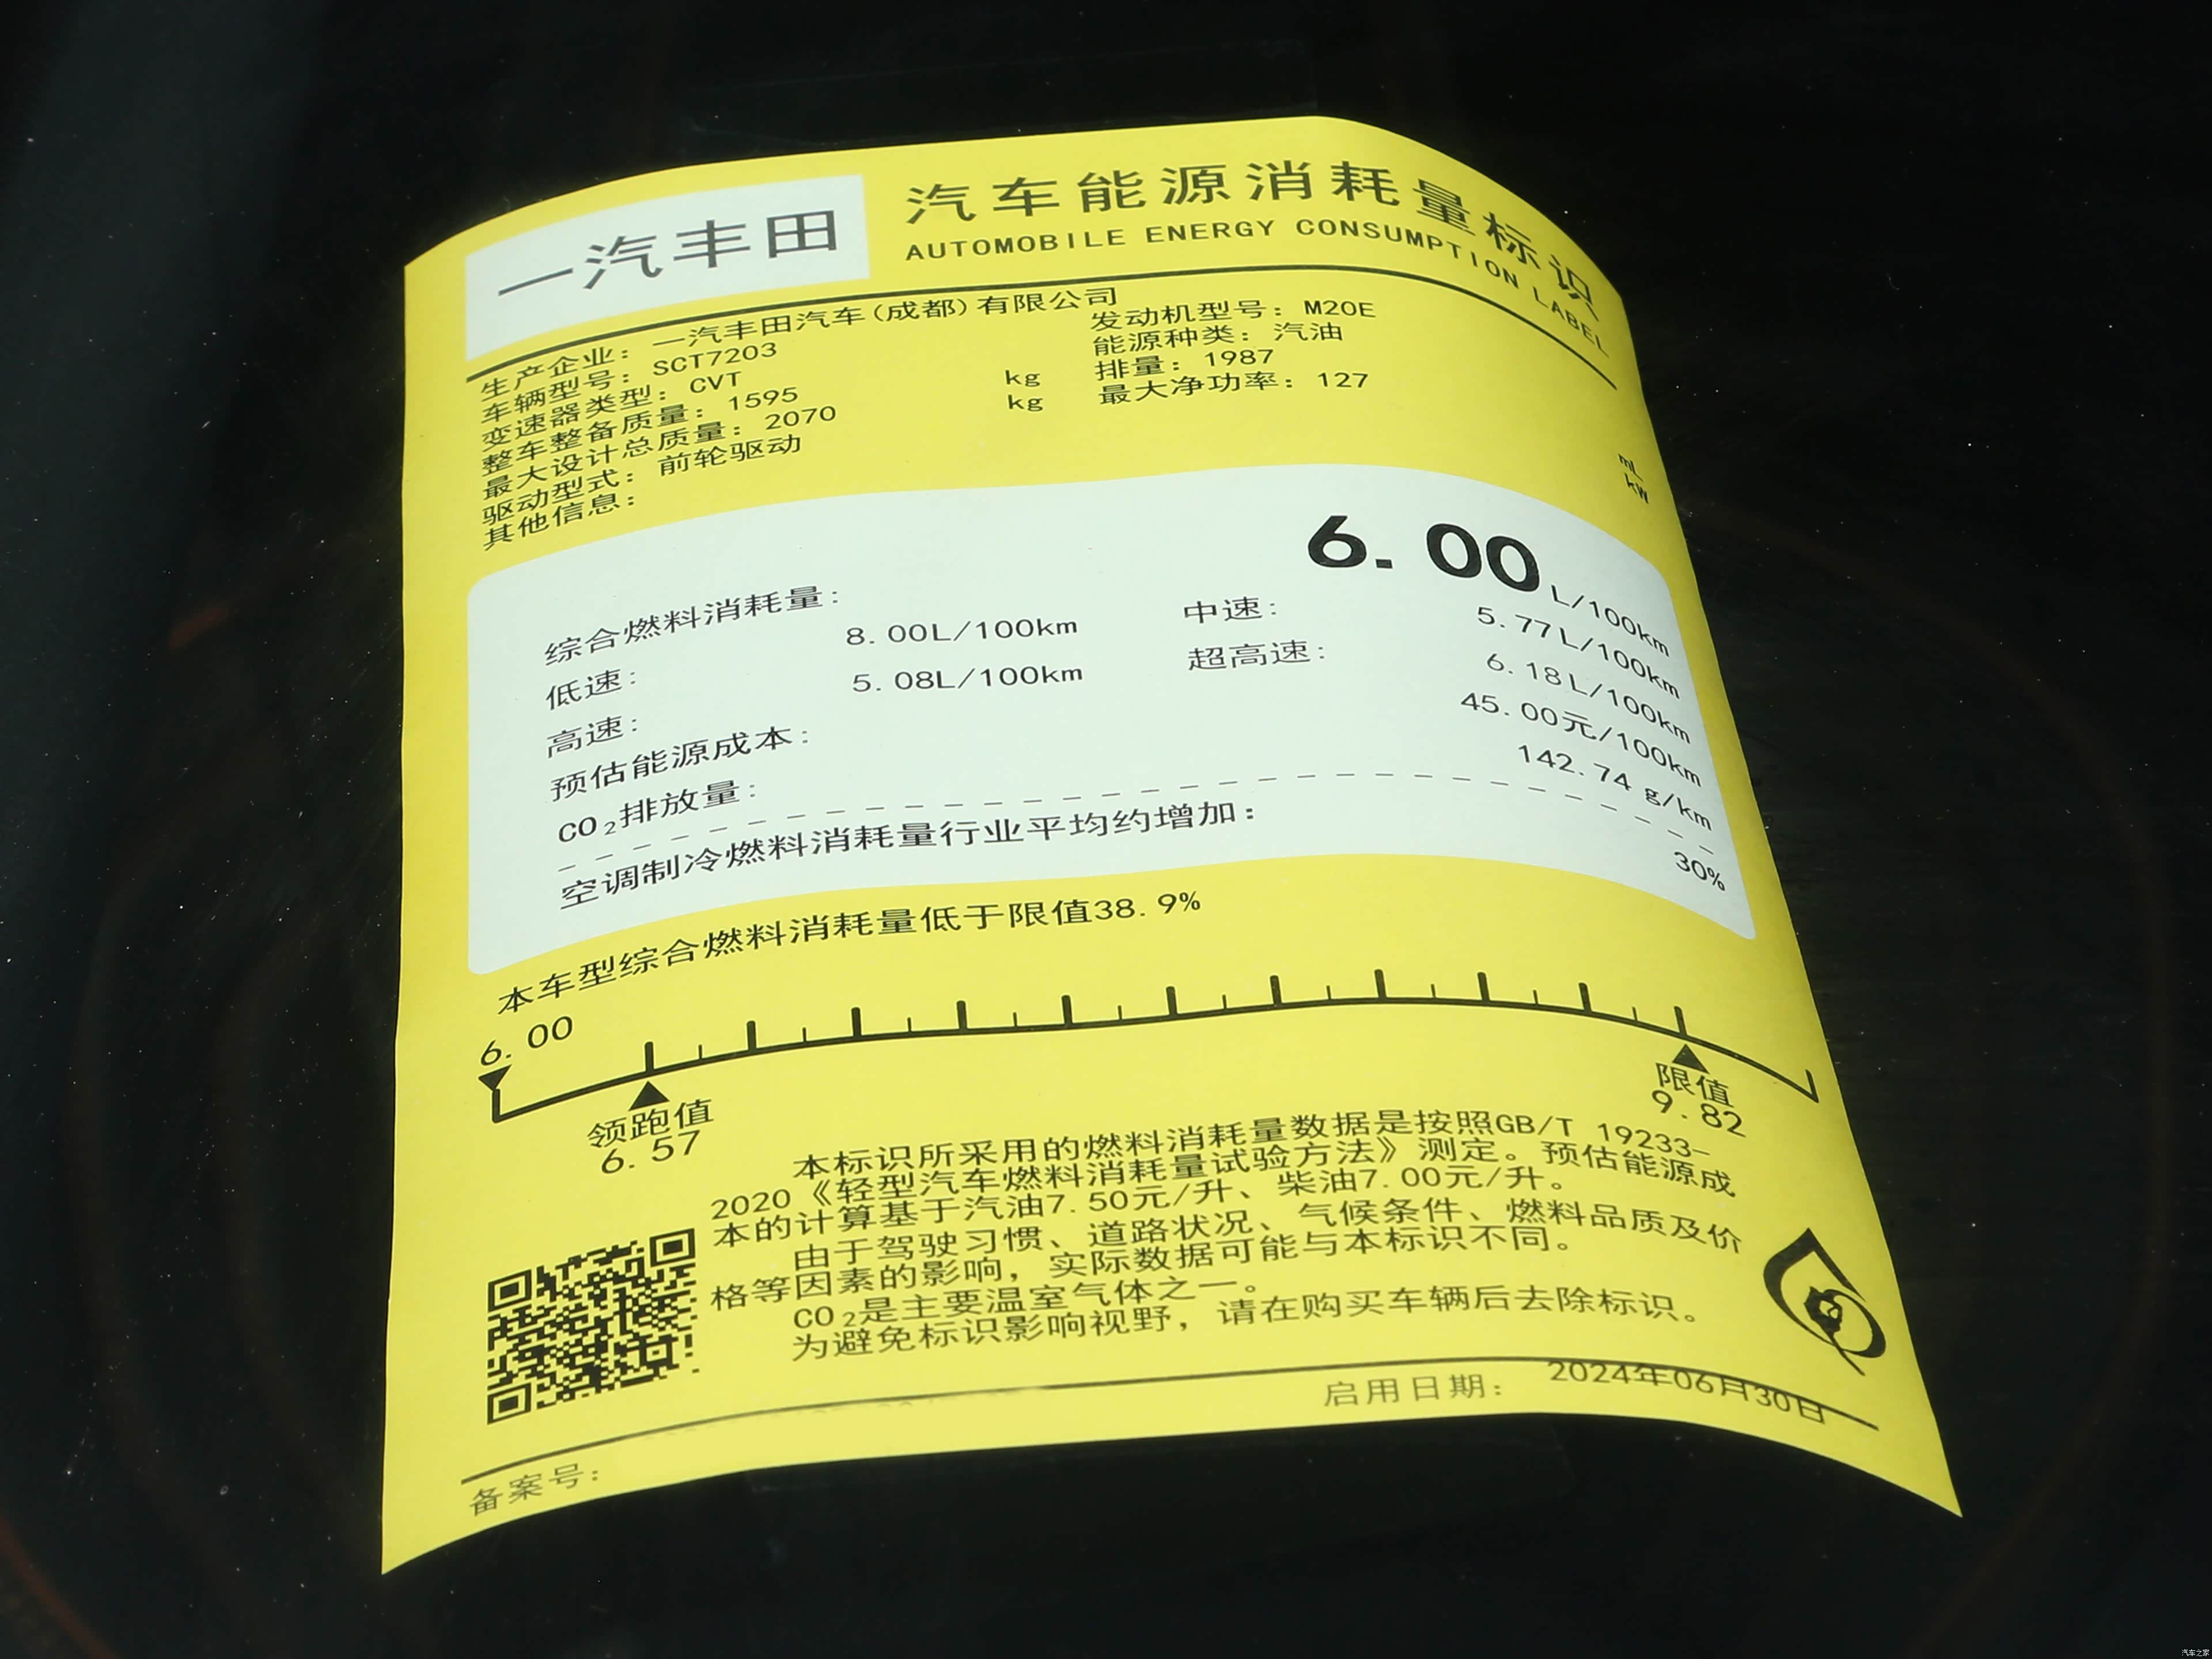 一汽丰田
汽车能源消耗量标识
AUTOMOBILE ENERGY CONSUMPTION LABEL
生产企业：一汽丰田汽车(成都)有限公司
车辆型号：SCT7203
变速器类型：CVT
整车整备质量：1595 kg
最大设计总质量：2070 kg
驱动型式：前轮驱动
其他信息：
发动机型号：M20E
能源种类：汽油
排量：1987 mL
最大净功率：127 kW
综合燃料消耗量：6.00L/100km
低速：8.00L/100km 中速：5.77L/100km
高速：5.08L/100km 超高速：6.18L/100km
预估能源成本：45.00元/100km
CO₂排放量：142.74 g/km
空调制冷燃料消耗量行业平均约增加：30%
本车型综合燃料消耗量低于限值38.9%
6.00
领跑值
6.57
限值
9.82
本标识所采用的燃料消耗量数据是按照GB/T 19233-
2020《轻型汽车燃料消耗量试验方法》测定。预估能源成
本的计算基于汽油7.50元/升、柴油7.00元/升。
由于驾驶习惯、道路状况、气候条件、燃料品质及价
格等因素的影响，实际数据可能与本标识不同。
CO₂是主要温室气体之一。
为避免标识影响视野，请在购买车辆后去除标识。
备案号：
启用日期：2024年06月30日
汽车之家